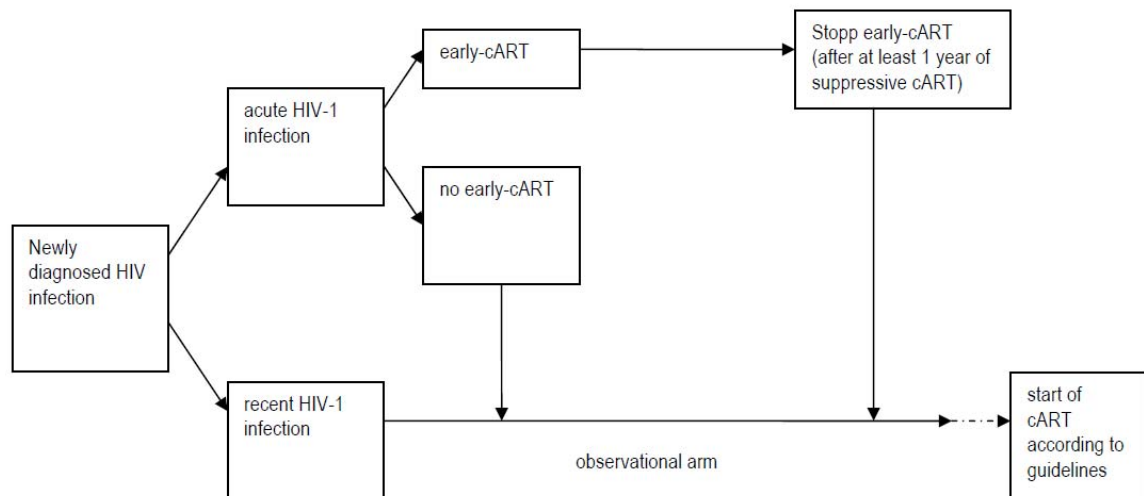 early-cART
Stopp early-cART
(after at least 1 year of
suppressive cART)
acute HIV-1
infection
no early-cART
Newly
diagnosed HIV
infection
recent HIV-1
infection
observational arm
start of
cART
according to
guidelines